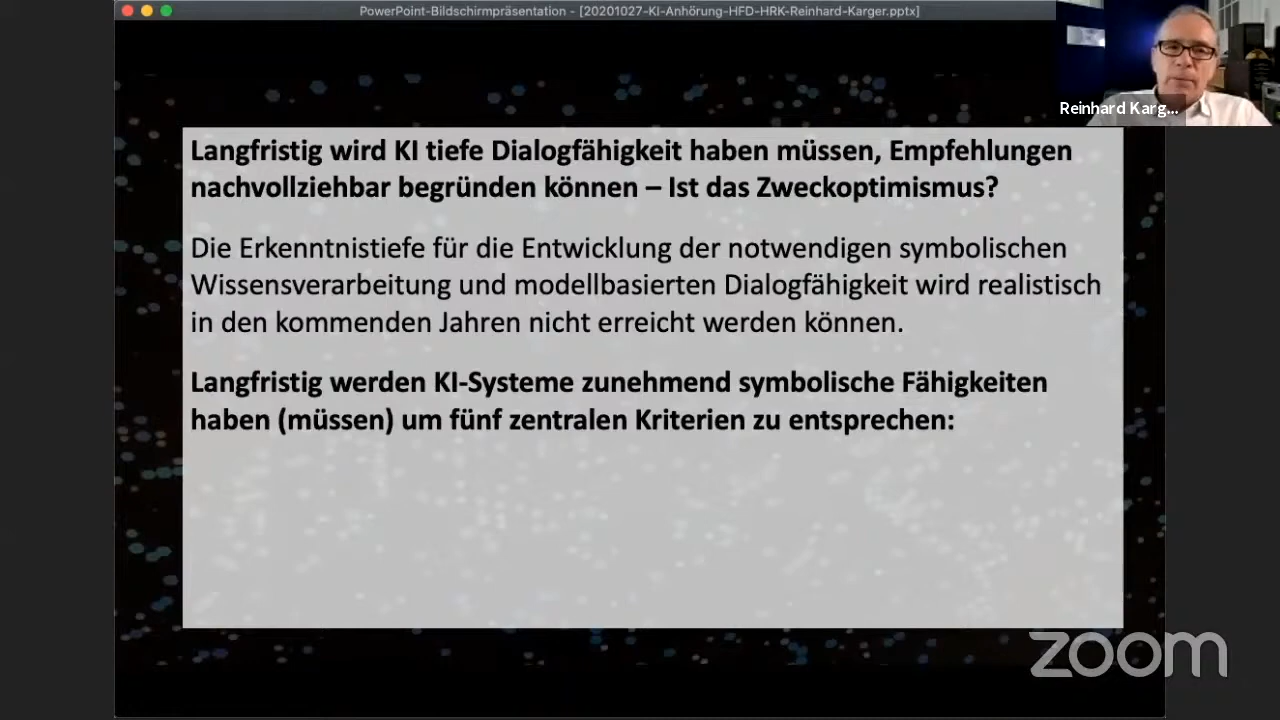 PowerPoint-Bildschirmpräsentation - [20201027-KI-Anhörung-HFD-HRK-Reinhard-Karger.pptx]
Reinhard Karg...
Langfristig wird KI tiefe Dialogfähigkeit haben müssen, Empfehlungen
nachvollziehbar begründen können – Ist das Zweckoptimismus?
Die Erkenntnistiefe für die Entwicklung der notwendigen symbolischen
Wissensverarbeitung und modellbasierten Dialogfähigkeit wird realistisch
in den kommenden Jahren nicht erreicht werden können.
Langfristig werden KI-Systeme zunehmend symbolische Fähigkeiten
haben (müssen) um fünf zentralen Kriterien zu entsprechen:
zoom